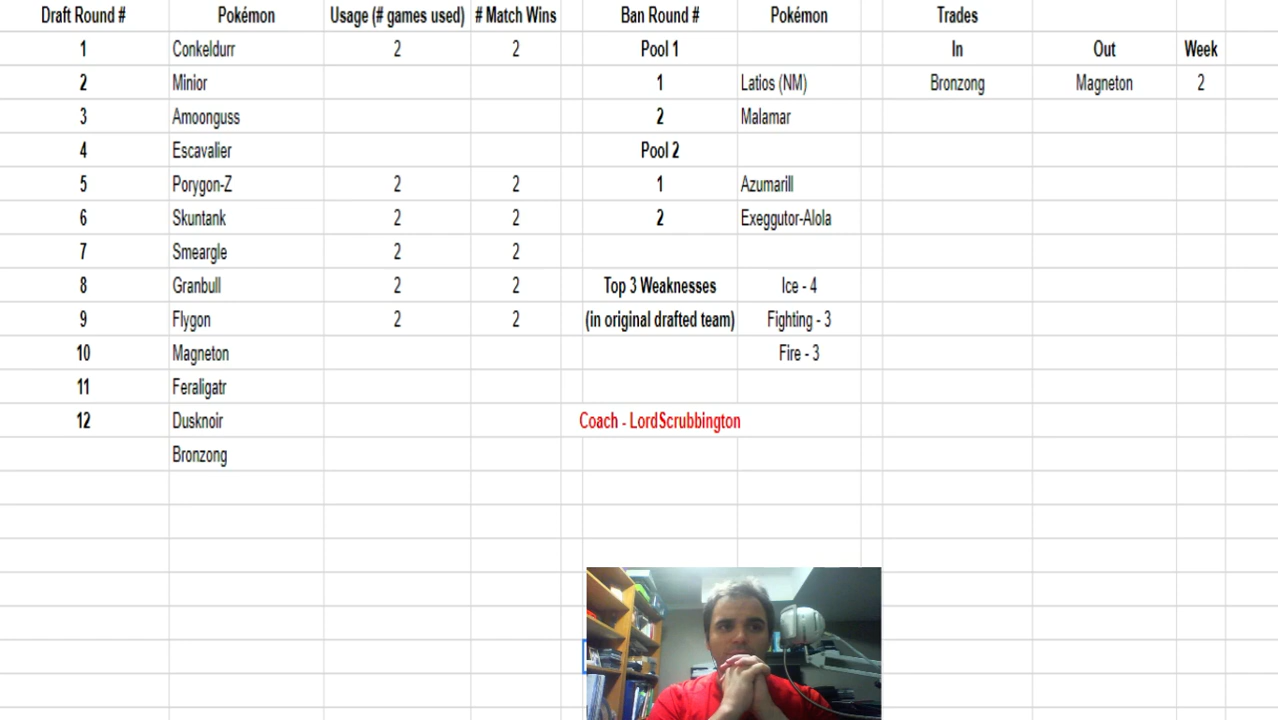 Draft Round # Pokémon Usage (# games used) # Match Wins Ban Round # Pokémon Trades
1 Conkeldurr 2 2 Pool 1 In Out Week
2 Minior 1 Latios (NM) Bronzong Magneton 2
3 Amoonguss 2 Malamar
4 Escavalier Pool 2
5 Porygon-Z 2 2 1 Azumarill
6 Skuntank 2 2 2 Exeggutor-Alola
7 Smeargle 2 2
8 Granbull 2 2 Top 3 Weaknesses Ice - 4
9 Flygon 2 2 (in original drafted team) Fighting - 3
10 Magneton Fire - 3
11 Feraligatr
12 Dusknoir Coach - LordScrubbington
Bronzong